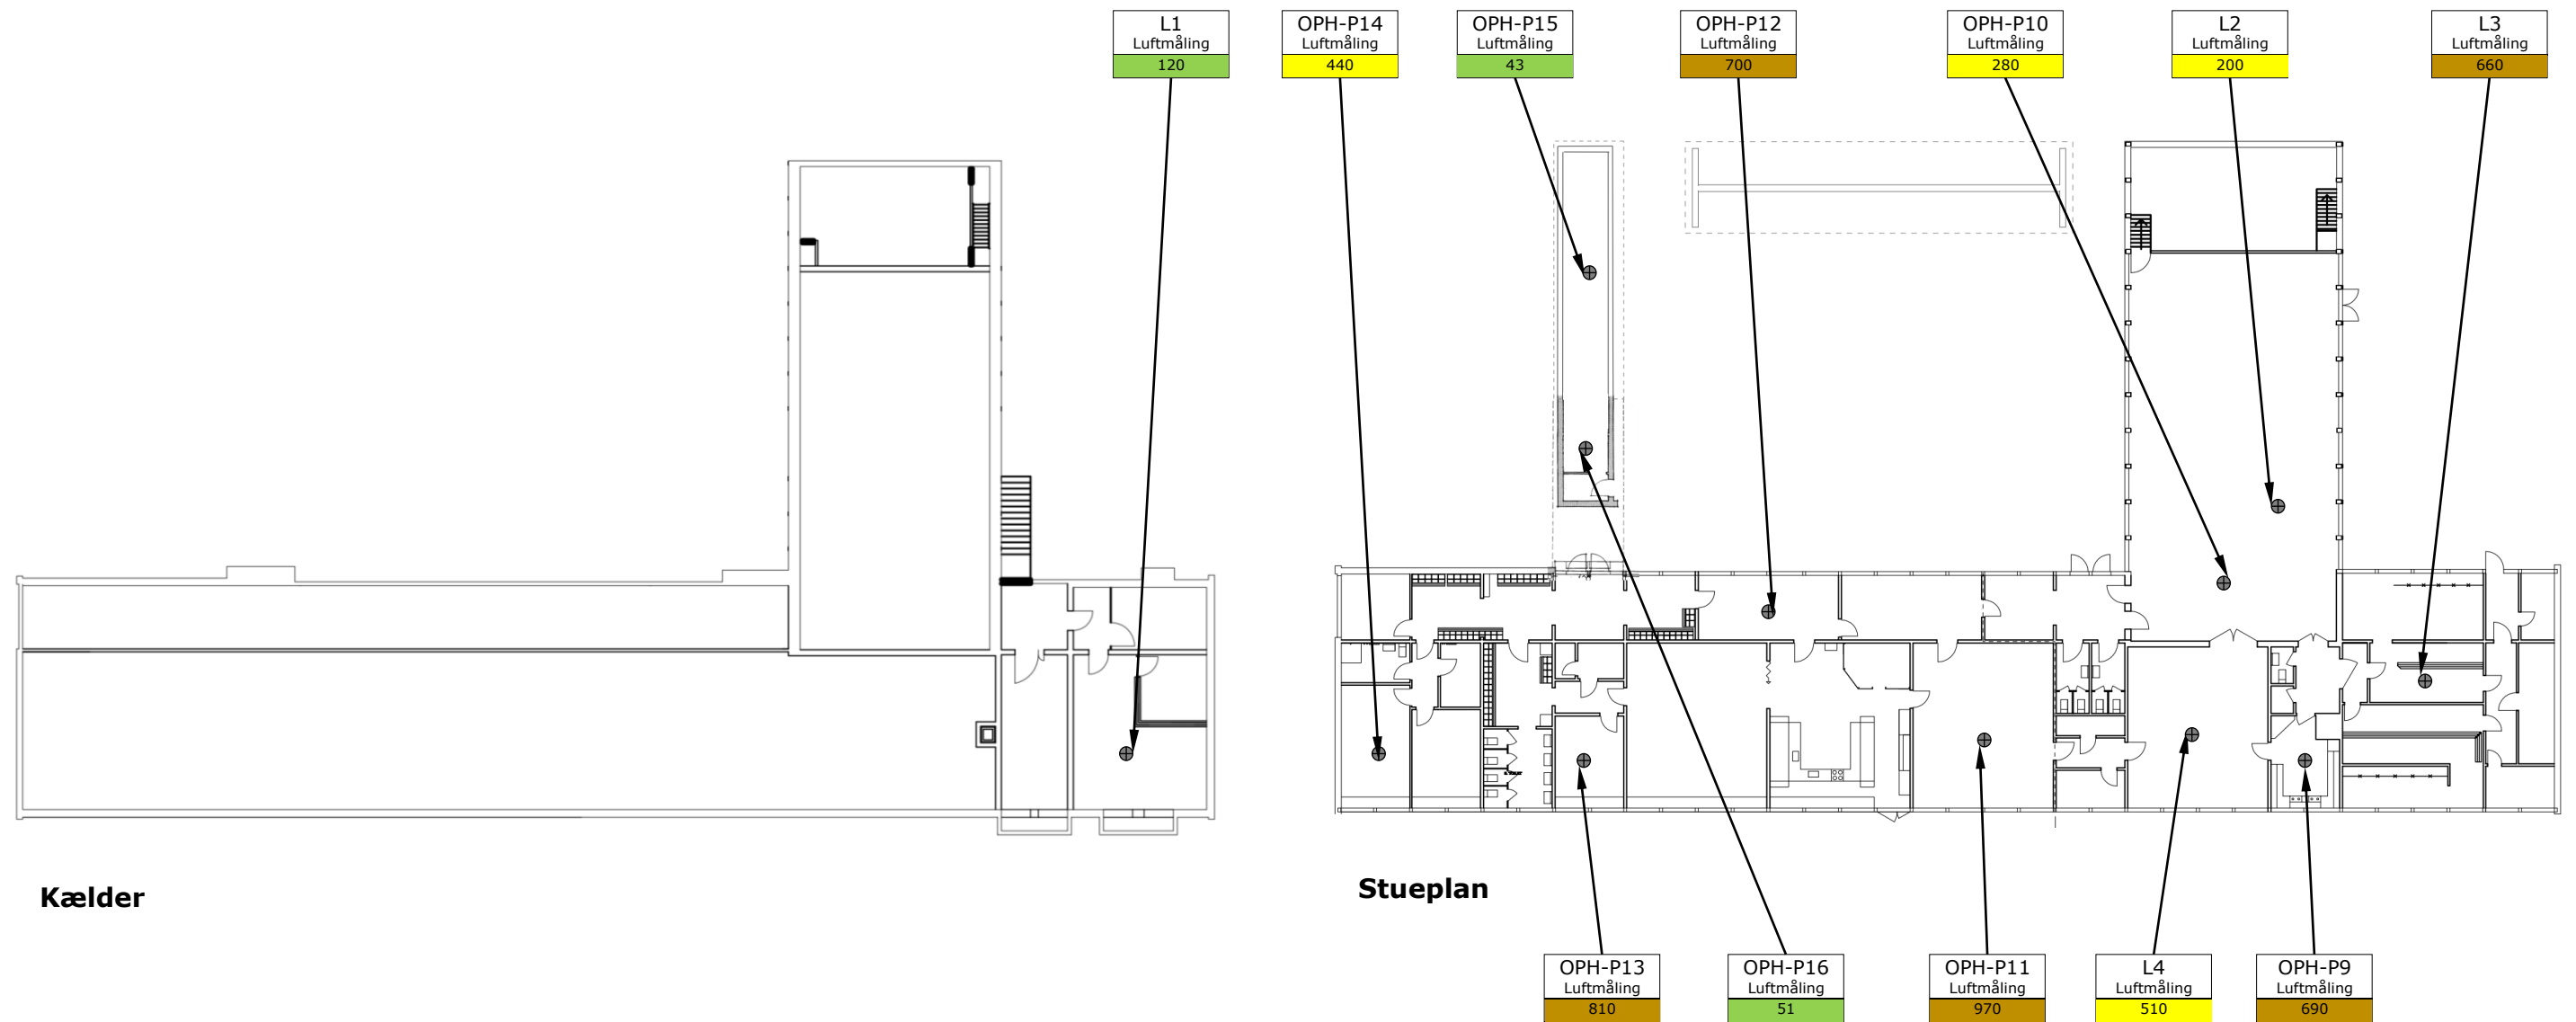 L1
Luftmåling
120
OPH-P14
Luftmåling
440
OPH-P15
Luftmåling
43
OPH-P12
Luftmåling
700
OPH-P10
Luftmåling
280
L2
Luftmåling
200
L3
Luftmåling
660
Kælder
Stueplan
OPH-P13
Luftmåling
810
OPH-P16
Luftmåling
51
OPH-P11
Luftmåling
970
L4
Luftmåling
510
OPH-P9
Luftmåling
690